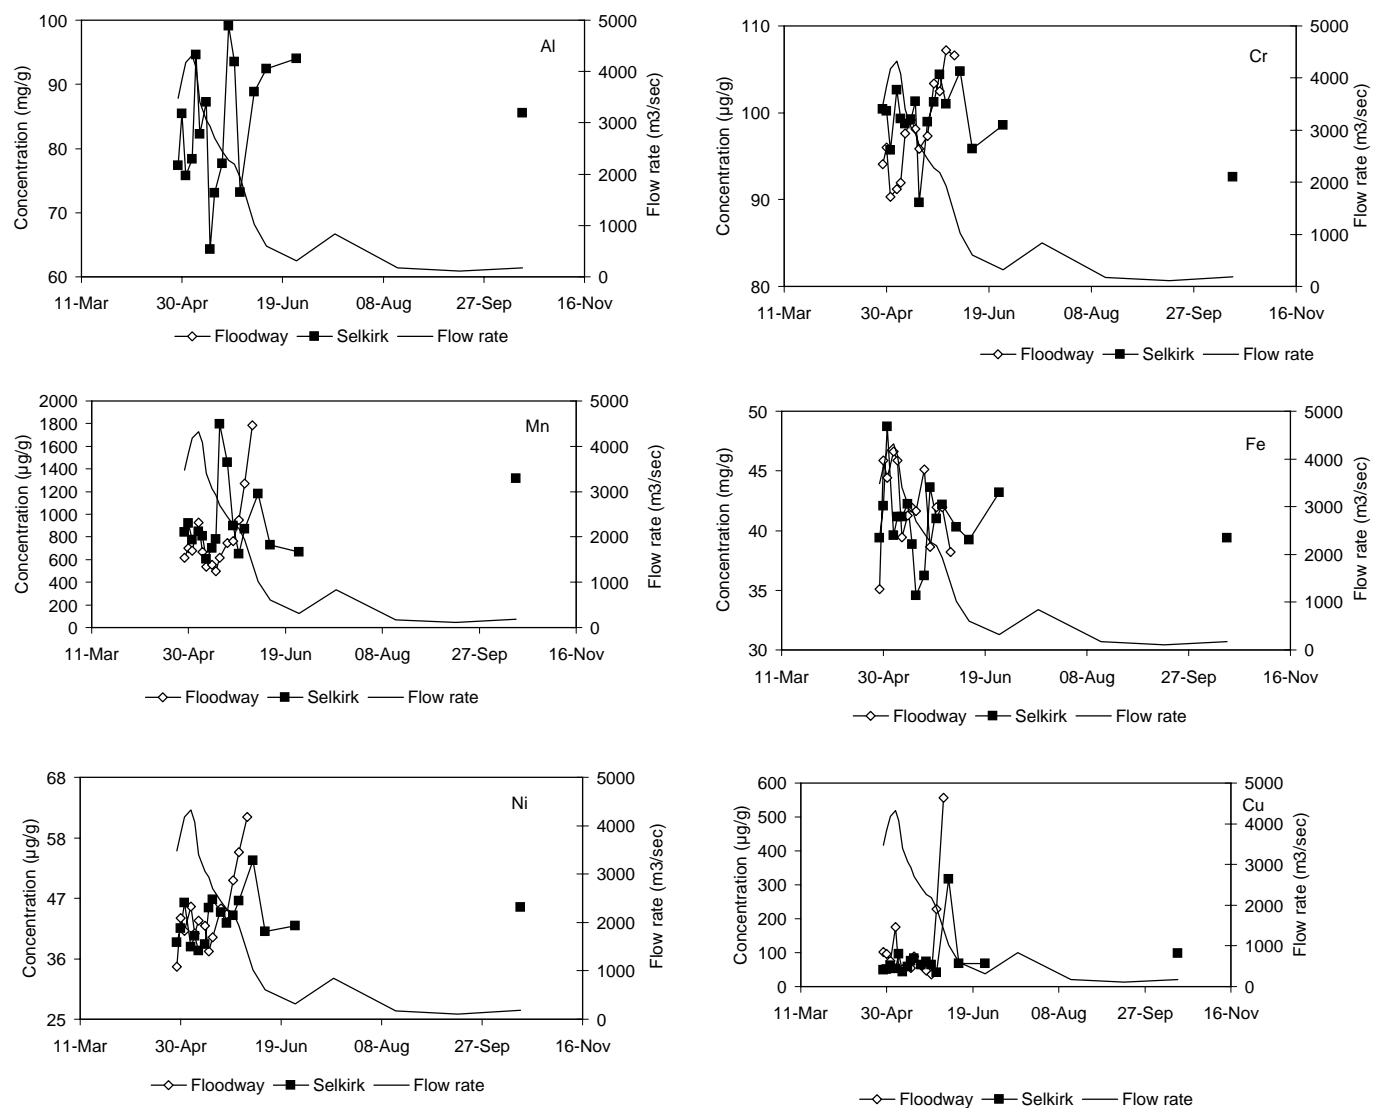 Al
Concentration (mg/g)
100
90
80
70
60
5000
4000
3000
2000
1000
0
Flow rate (m3/sec)
11-Mar 30-Apr 19-Jun 08-Aug 27-Sep 16-Nov
Floodway Selkirk Flow rate
Cr
Concentration (µg/g)
110
100
90
80
5000
4000
3000
2000
1000
0
Flow rate (m3/sec)
11-Mar 30-Apr 19-Jun 08-Aug 27-Sep 16-Nov
Floodway Selkirk Flow rate
Mn
Concentration (µg/g)
2000
1800
1600
1400
1200
1000
800
600
400
200
0
5000
4000
3000
2000
1000
0
Flow rate (m3/sec)
11-Mar 30-Apr 19-Jun 08-Aug 27-Sep 16-Nov
Floodway Selkirk Flow rate
Fe
Concentration (mg/g)
50
45
40
35
30
5000
4000
3000
2000
1000
0
Flow rate (m3/sec)
11-Mar 30-Apr 19-Jun 08-Aug 27-Sep 16-Nov
Floodway Selkirk Flow rate
Ni
Concentration (µg/g)
68
58
47
36
25
5000
4000
3000
2000
1000
0
Flow rate (m3/sec)
11-Mar 30-Apr 19-Jun 08-Aug 27-Sep 16-Nov
Floodway Selkirk Flow rate
Cu
Concentration (µg/g)
600
500
400
300
200
100
0
5000
4000
3000
2000
1000
0
Flow rate (m3/sec)
11-Mar 30-Apr 19-Jun 08-Aug 27-Sep 16-Nov
Floodway Selkirk Flow rate